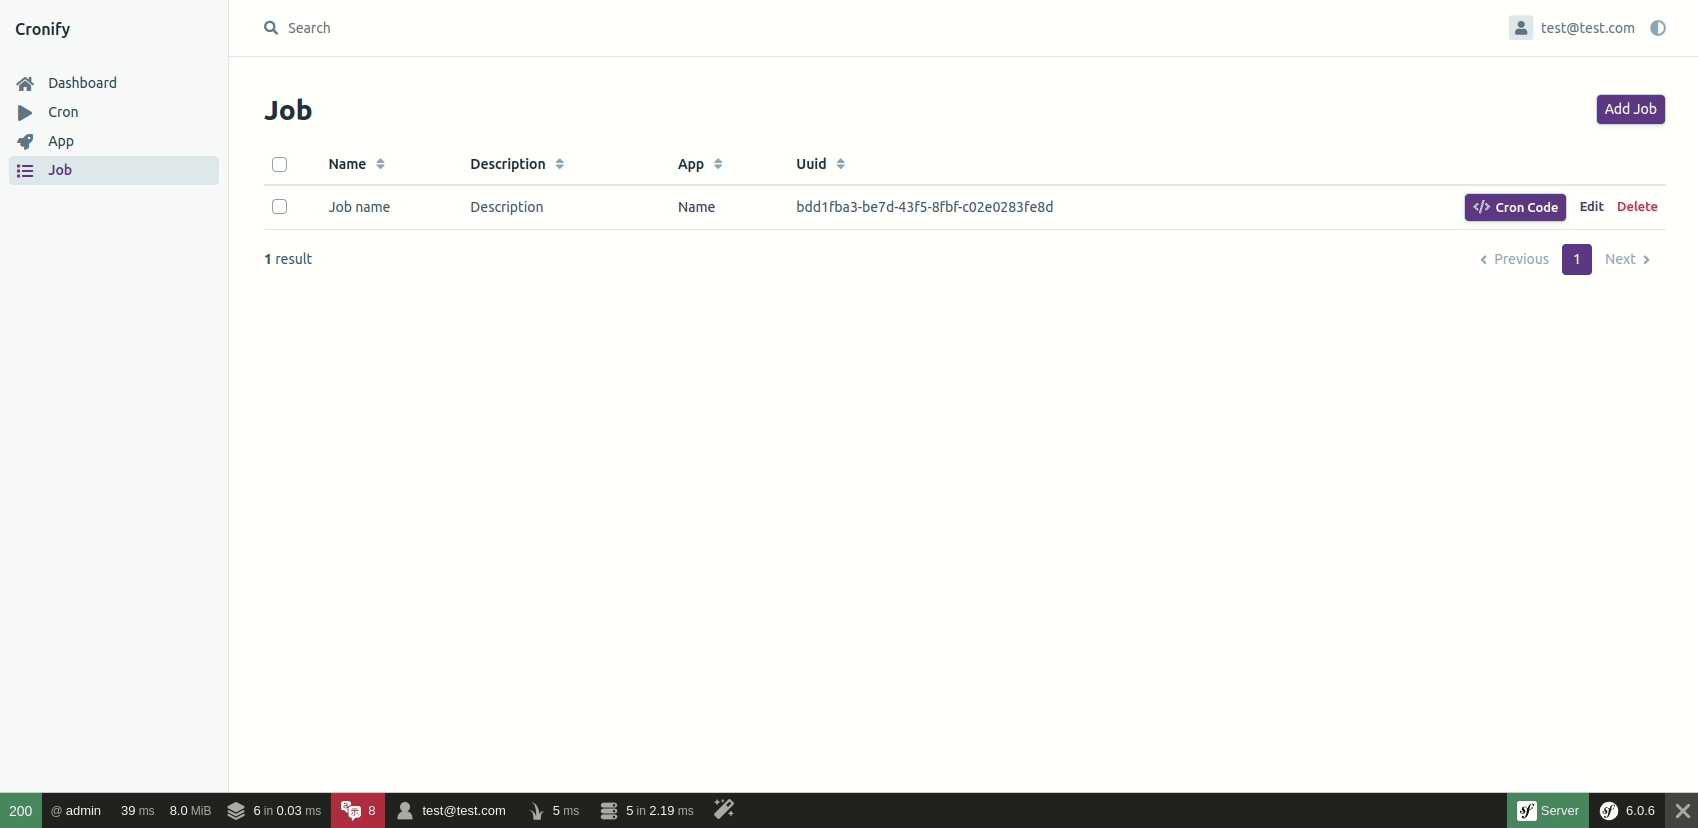 Cronify
Search
test@test.com
Dashboard
Cron
App
Job
Job
Add Job
Name Description App Uuid
Job name Description Name bdd1fba3-be7d-43f5-8fbf-c02e0283fe8d Cron Code Edit Delete
1 result
Previous 1 Next
200 @ admin 39 ms 8.0 MiB 6 in 0.03 ms 8 test@test.com 5 ms 5 in 2.19 ms sf Server sf 6.0.6